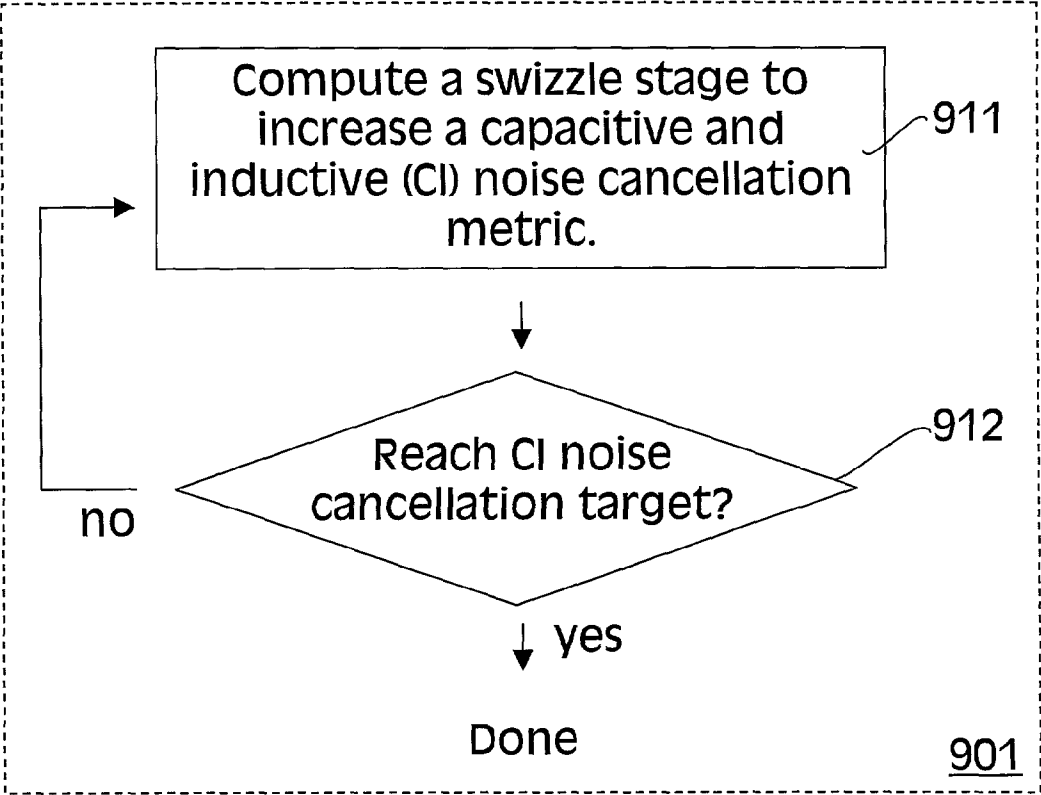 Compute a swizzle stage to
increase a capacitive and
inductive (CI) noise cancellation
metric.
911
Reach CI noise
cancellation target?
912
no
yes
Done
901